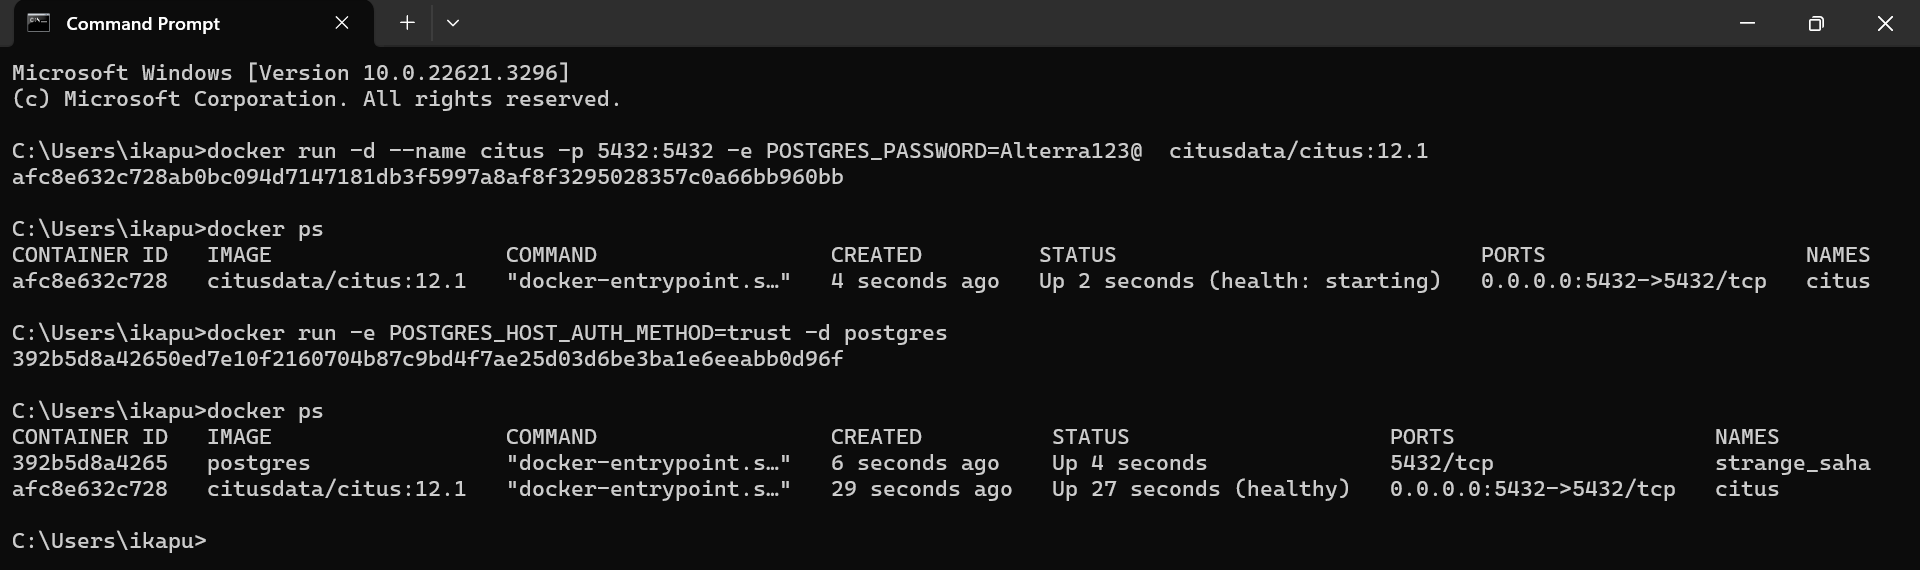 Command Prompt
Microsoft Windows [Version 10.0.22621.3296]
(c) Microsoft Corporation. All rights reserved.
C:\Users\ikapu>docker run -d --name citus -p 5432:5432 -e POSTGRES_PASSWORD=Alterra123@  citusdata/citus:12.1
afc8e632c728ab0bc094d7147181db3f5997a8af8f3295028357c0a66bb960bb
C:\Users\ikapu>docker ps
CONTAINER ID   IMAGE                  COMMAND                  CREATED         STATUS                            PORTS                    NAMES
afc8e632c728   citusdata/citus:12.1   "docker-entrypoint.s…"   4 seconds ago   Up 2 seconds (health: starting)   0.0.0.0:5432->5432/tcp   citus
C:\Users\ikapu>docker run -e POSTGRES_HOST_AUTH_METHOD=trust -d postgres
392b5d8a42650ed7e10f2160704b87c9bd4f7ae25d03d6be3ba1e6eeabb0d96f
C:\Users\ikapu>docker ps
CONTAINER ID   IMAGE                  COMMAND                  CREATED          STATUS                    PORTS                    NAMES
392b5d8a4265   postgres               "docker-entrypoint.s…"   6 seconds ago    Up 4 seconds              5432/tcp                 strange_saha
afc8e632c728   citusdata/citus:12.1   "docker-entrypoint.s…"   29 seconds ago   Up 27 seconds (healthy)   0.0.0.0:5432->5432/tcp   citus
C:\Users\ikapu>